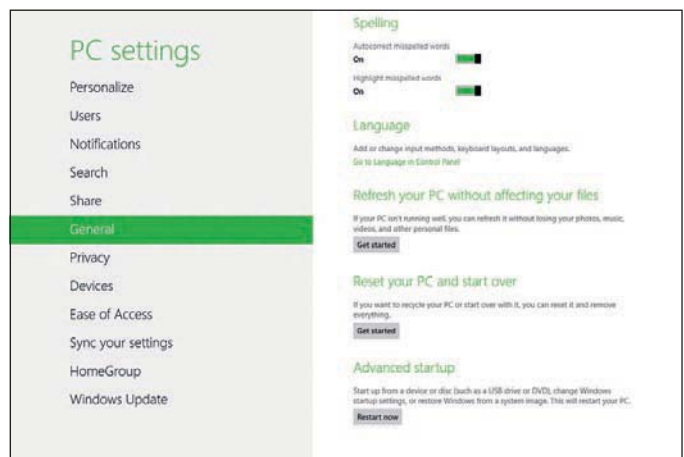 PC settings
Personalize
Users
Notifications
Search
Share
General
Privacy
Devices
Ease of Access
Sync your settings
HomeGroup
Windows Update
Spelling
Autocorrect misspelled words
On
Highlight misspelled words
On
Language
Add or change input methods, keyboard layouts, and languages.
Go to Language in Control Panel
Refresh your PC without affecting your files
If your PC isn't running well, you can refresh it without losing your photos, music,
videos, and other personal files.
Get started
Reset your PC and start over
If you want to recycle your PC or start over with it, you can reset it and remove
everything.
Get started
Advanced startup
Start up from a device or disc (such as a USB drive or DVD), change Windows
startup settings, or restore Windows from a system image. This will restart your PC.
Restart now